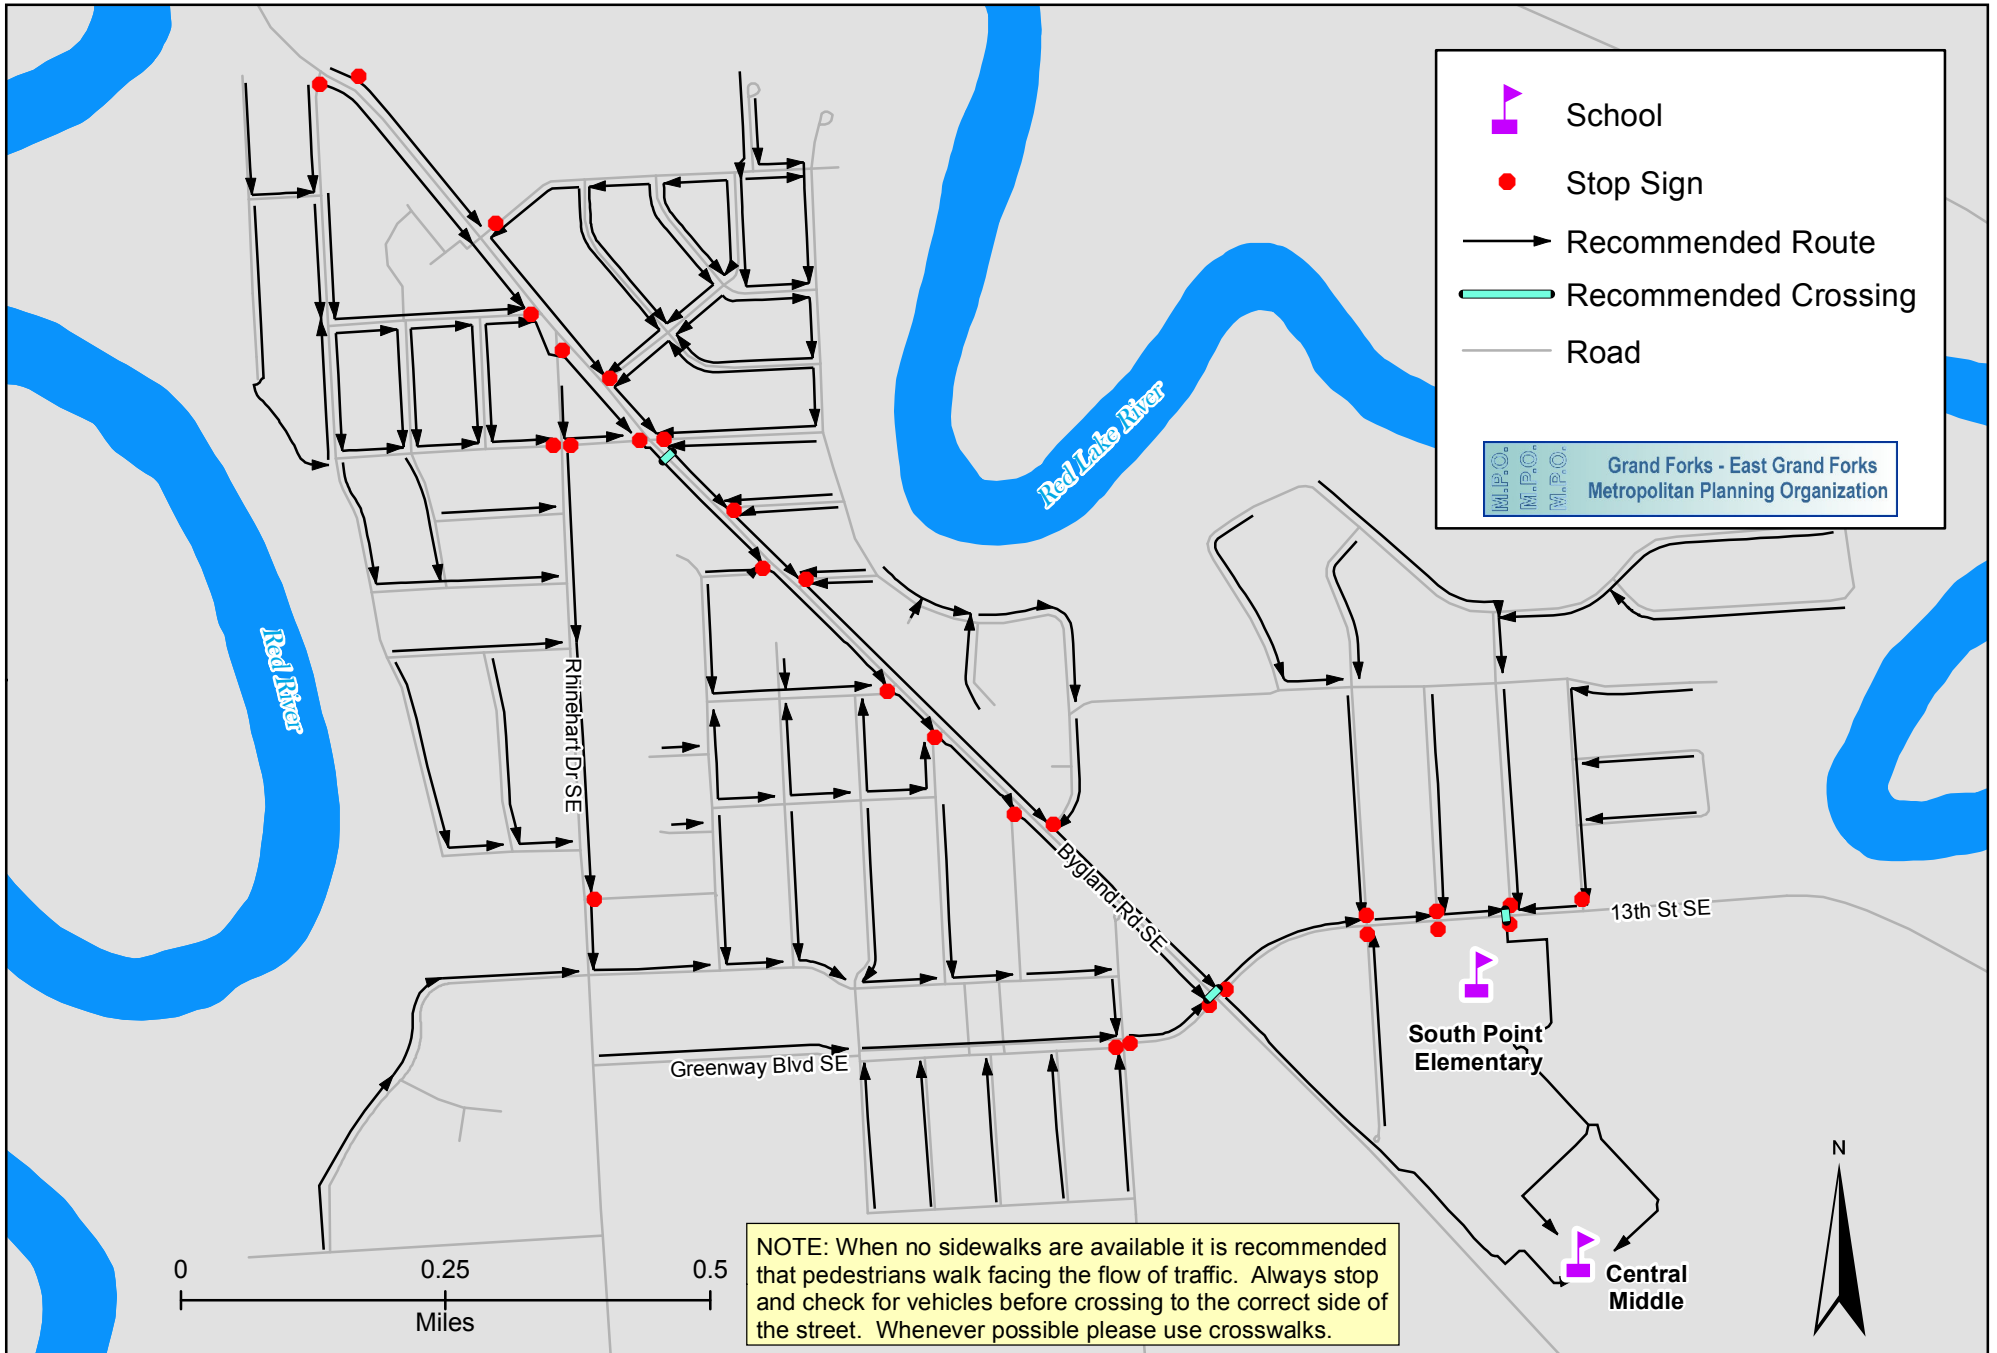 School
Stop Sign
Recommended Route
Recommended Crossing
Road
M.P.O.
M.P.O.
M.P.O.
Grand Forks - East Grand Forks
Metropolitan Planning Organization
Red Lake River
Red River
Rhinehart Dr SE
Bygland Rd SE
13th St SE
South Point
Elementary
Greenway Blvd SE
N
0
0.25
0.5
Miles
NOTE: When no sidewalks are available it is recommended
that pedestrians walk facing the flow of traffic. Always stop
and check for vehicles before crossing to the correct side of
the street. Whenever possible please use crosswalks.
Central
Middle